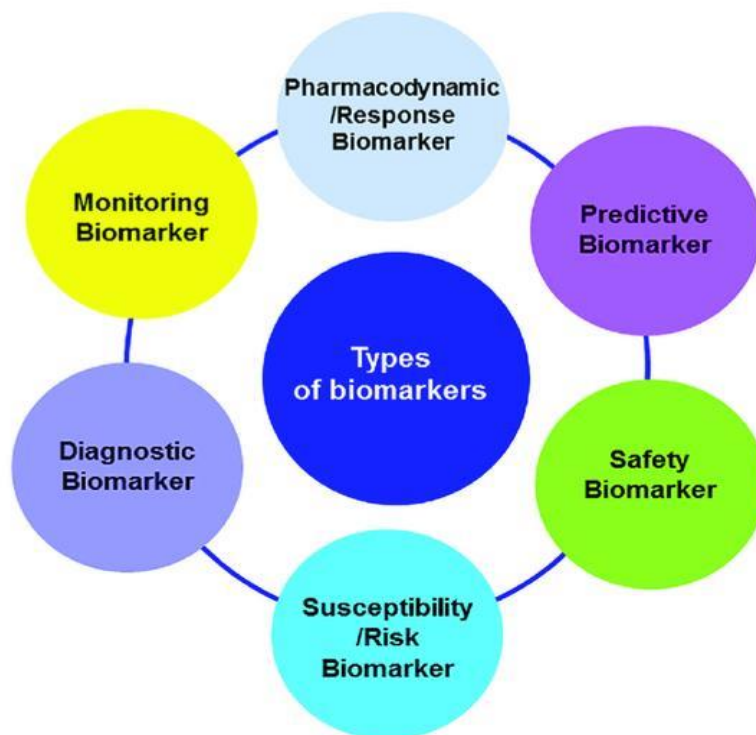 Pharmacodynamic
/Response
Biomarker
Monitoring
Biomarker
Predictive
Biomarker
Types
of biomarkers
Diagnostic
Biomarker
Safety
Biomarker
Susceptibility
/Risk
Biomarker